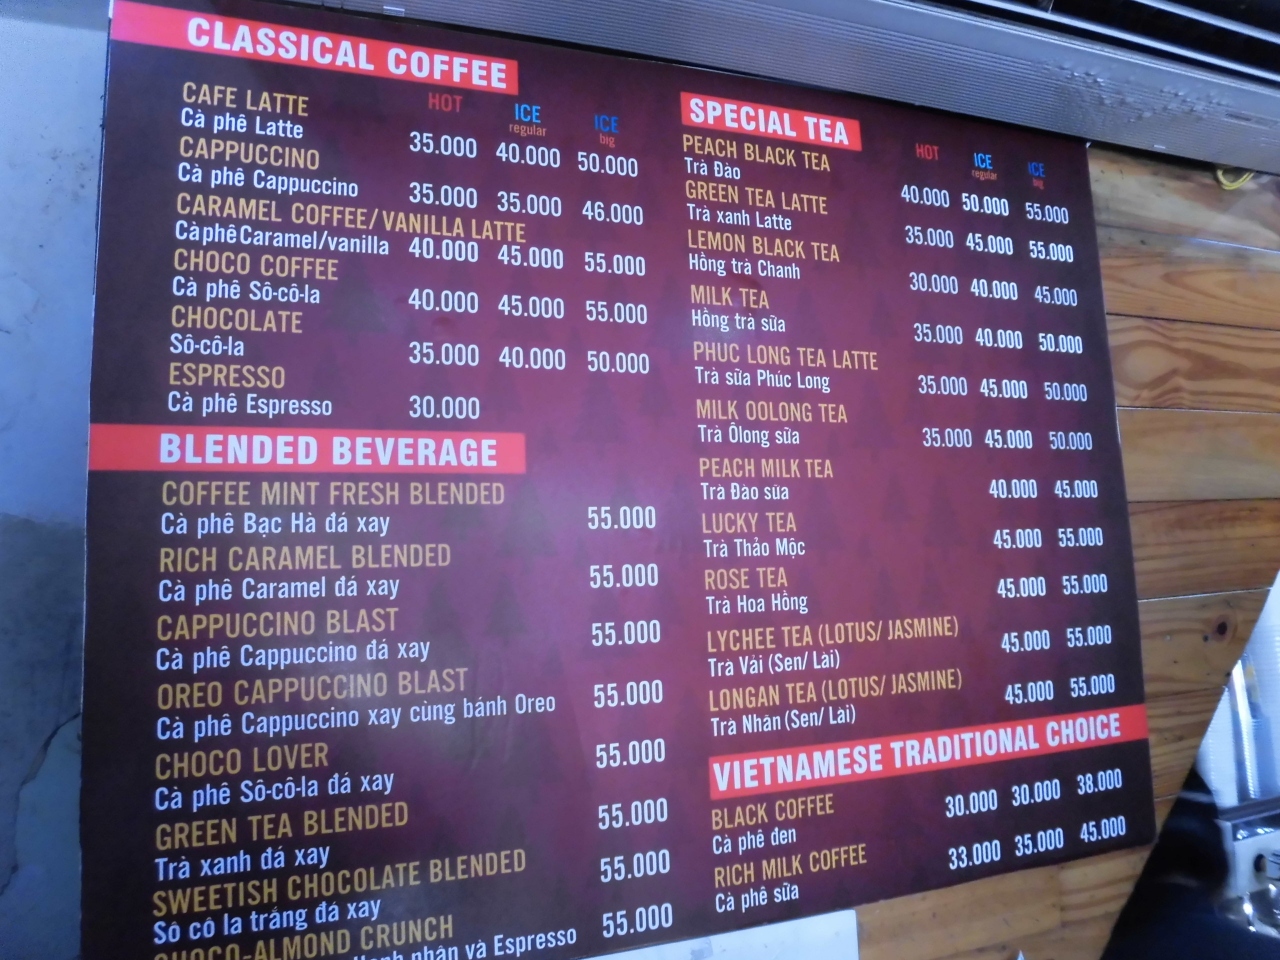 CLASSICAL COFFEE
HOT ICE regular ICE big
CAFE LATTE
Cà phê Latte 35.000 40.000 50.000
CAPPUCCINO
Cà phê Cappuccino 35.000 35.000 46.000
CARAMEL COFFEE/VANILLA LATTE
CàphêCaramel/vanilla 40.000 45.000 55.000
CHOCO COFFEE
Cà phê Sô-cô-la 40.000 45.000 55.000
CHOCOLATE
Sô-cô-la 35.000 40.000 50.000
ESPRESSO
Cà phê Espresso 30.000
BLENDED BEVERAGE
COFFEE MINT FRESH BLENDED
Cà phê Bạc Hà đá xay 55.000
RICH CARAMEL BLENDED
Cà phê Caramel đá xay 55.000
CAPPUCCINO BLAST
Cà phê Cappuccino đá xay 55.000
OREO CAPPUCCINO BLAST
Cà phê Cappuccino xay cùng bánh Oreo 55.000
CHOCO LOVER
Cà phê Sô-cô-la đá xay 55.000
GREEN TEA BLENDED
Trà xanh đá xay 55.000
SWEETISH CHOCOLATE BLENDED
Sô cô la trắng đá xay 55.000
CHOCO-ALMOND CRUNCH
nhân và Espresso 55.000
SPECIAL TEA
HOT ICE regular ICE big
PEACH BLACK TEA
Trà Đào 40.000 50.000 55.000
GREEN TEA LATTE
Trà xanh Latte 35.000 45.000 55.000
LEMON BLACK TEA
Hồng trà Chanh 30.000 40.000 45.000
MILK TEA
Hồng trà sữa 35.000 40.000 50.000
PHUC LONG TEA LATTE
Trà sữa Phúc Long 35.000 45.000 50.000
MILK OOLONG TEA
Trà Ôlong sữa 35.000 45.000 50.000
PEACH MILK TEA
Trà Đào sữa 40.000 45.000
LUCKY TEA
Trà Thảo Mộc 45.000 55.000
ROSE TEA
Trà Hoa Hồng 45.000 55.000
LYCHEE TEA (LOTUS/ JASMINE)
Trà Vải (Sen/ Lài) 45.000 55.000
LONGAN TEA (LOTUS/ JASMINE)
Trà Nhãn (Sen/ Lài) 45.000 55.000
VIETNAMESE TRADITIONAL CHOICE
BLACK COFFEE
Cà phê đen 30.000 30.000 38.000
RICH MILK COFFEE
Cà phê sữa 33.000 35.000 45.000